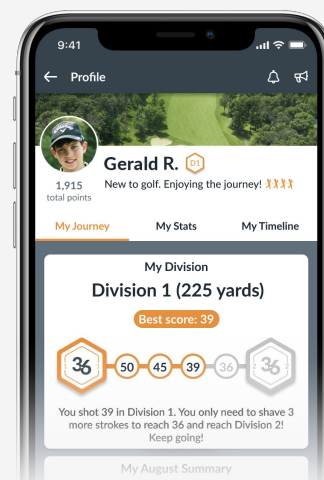 9:41
Profile
Gerald R. D1
New to golf. Enjoying the journey!
1,915
total points
My Journey My Stats My Timeline
My Division
Division 1 (225 yards)
Best score: 39
36 50 45 39 36 36
You shot 39 in Division 1. You only need to shave 3
more strokes to reach 36 and reach Division 2!
Keep going!
My August Summary